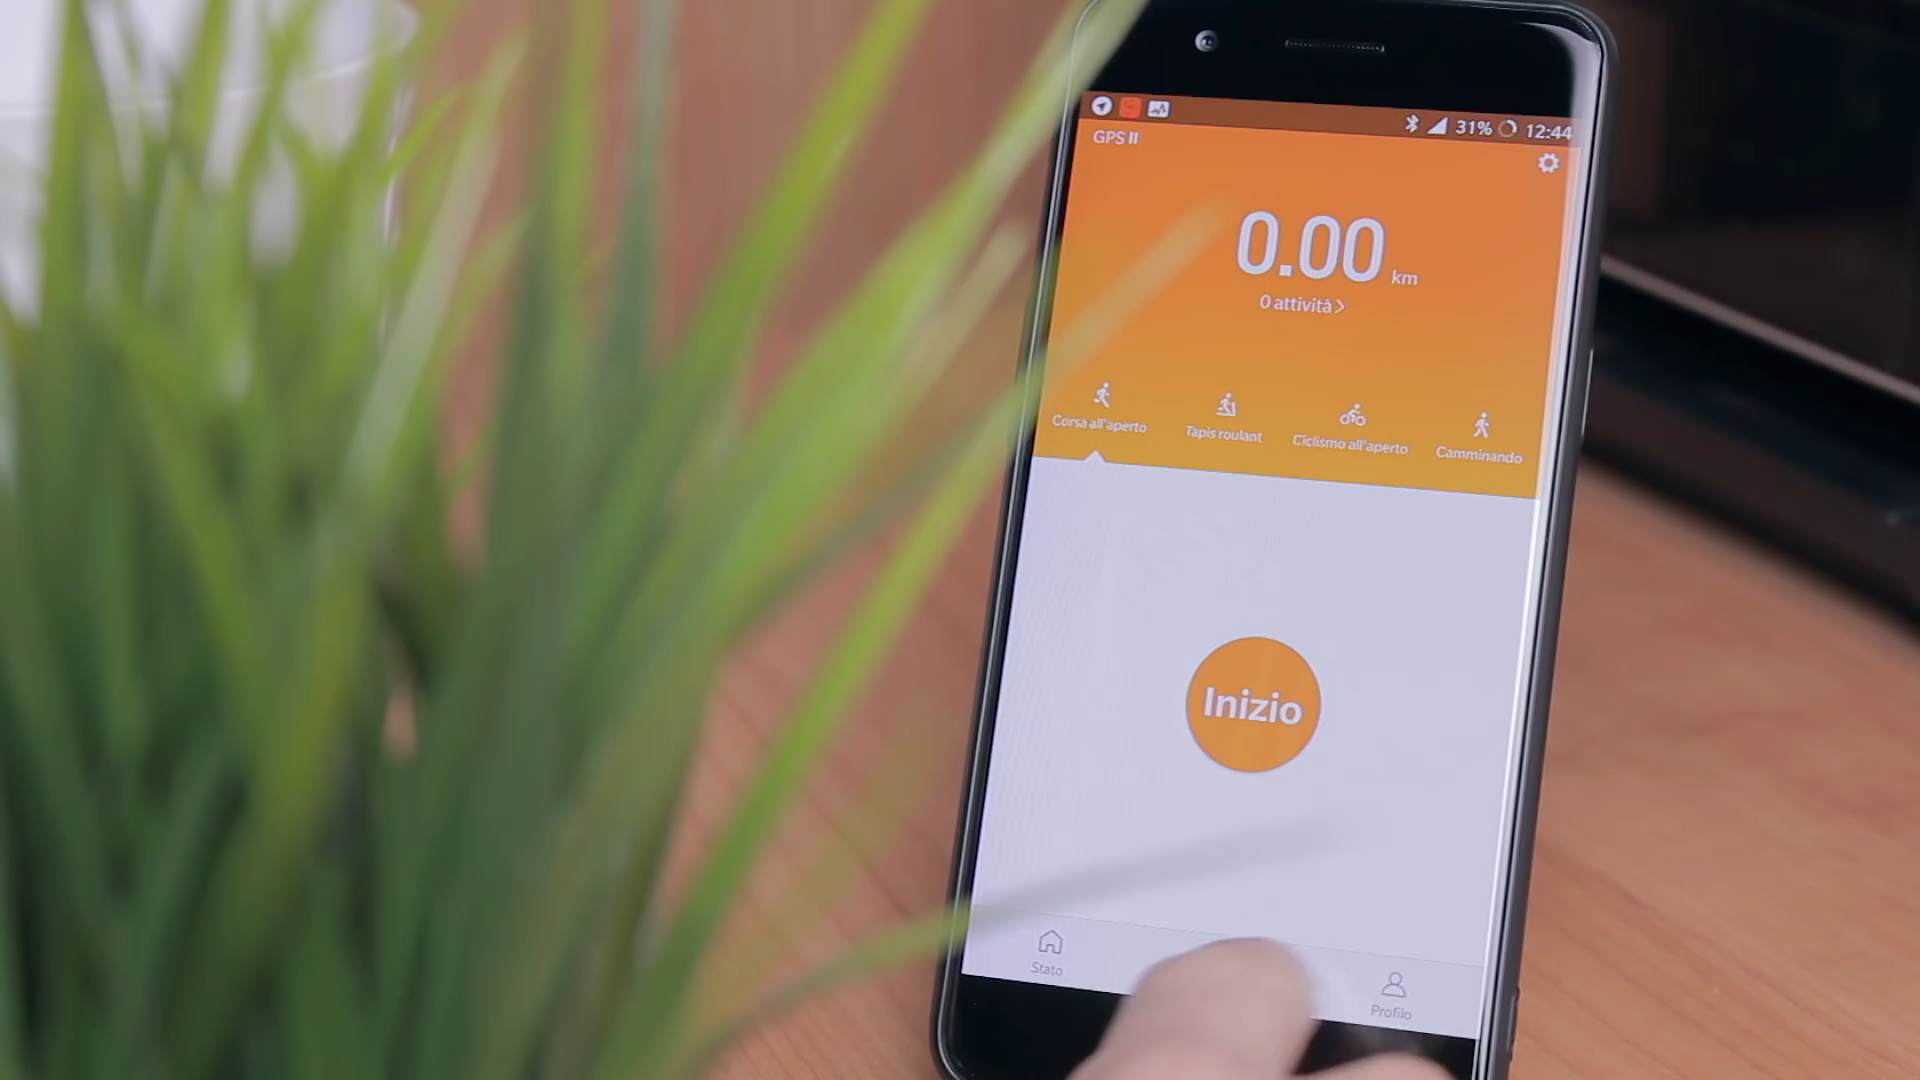 31% 12:44
GPS
0.00 km
0 attività >
Corsa all'aperto
Tapis roulant
Ciclismo all'aperto
Camminando
Inizio
Stato
Profilo